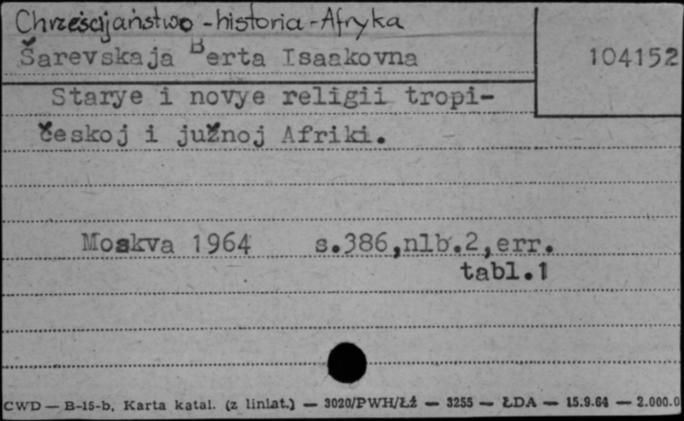 Chrześcijaństwo - historia - Afryka
Šarevskaja Berta Isaakovna
104152
Starye i novye religii tropi-
českoj i južnoj Afriki.
Moskva 1964 s.386,nlb.2,err.
tabl.1
CWD — B-15-b. Karta katal. (z liniat.) — 3020/PWH/Łź — 3255 — ŁDA — 15.9.64 — 2.000.0